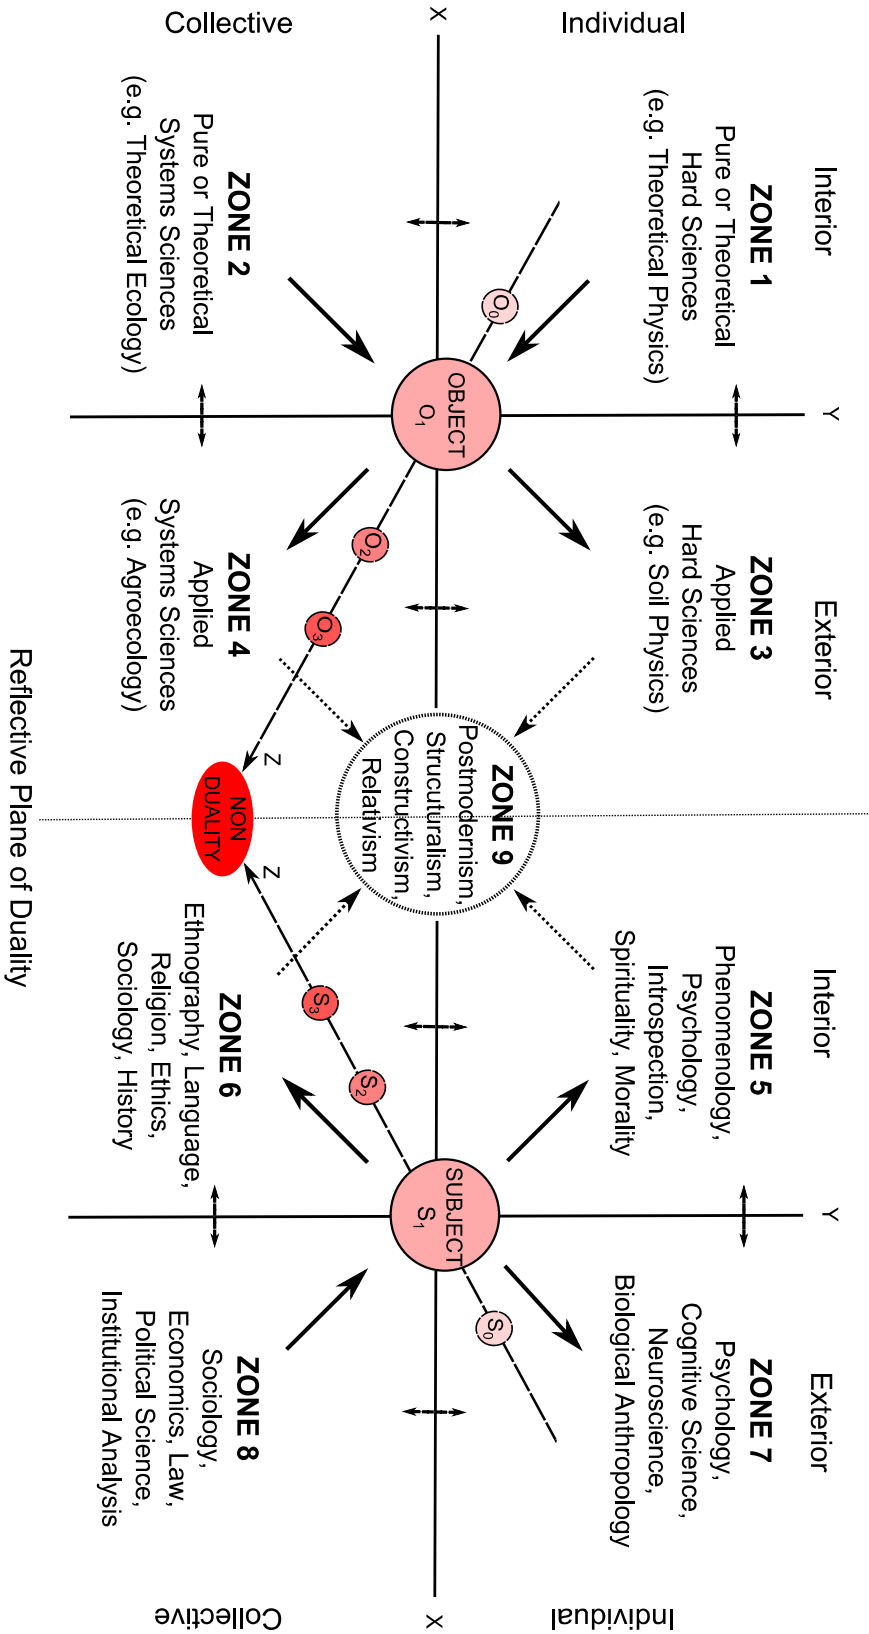 Interior
Exterior
Interior
Exterior
Individual
Collective
X
Y
ZONE 1
Pure or Theoretical
Hard Sciences
(e.g. Theoretical Physics)
ZONE 3
Applied
Hard Sciences
(e.g. Soil Physics)
O0
OBJECT
O1
O2
O3
ZONE 2
Pure or Theoretical
Systems Sciences
(e.g. Theoretical Ecology)
ZONE 4
Applied
Systems Sciences
(e.g. Agroecology)
ZONE 9
Postmodernism,
Strucuturalism,
Constructivism,
Relativism
Z
NON
DUALITY
Z
ZONE 5
Phenomenology,
Psychology,
Introspection,
Spirituality, Morality
ZONE 7
Psychology,
Cognitive Science,
Neuroscience,
Biological Anthropology
S3
S2
SUBJECT
S1
S0
ZONE 6
Ethnography, Language,
Religion, Ethics,
Sociology, History
ZONE 8
Sociology,
Economics, Law,
Political Science,
Institutional Analysis
Y
X
Individual
Collective
Reflective Plane of Duality